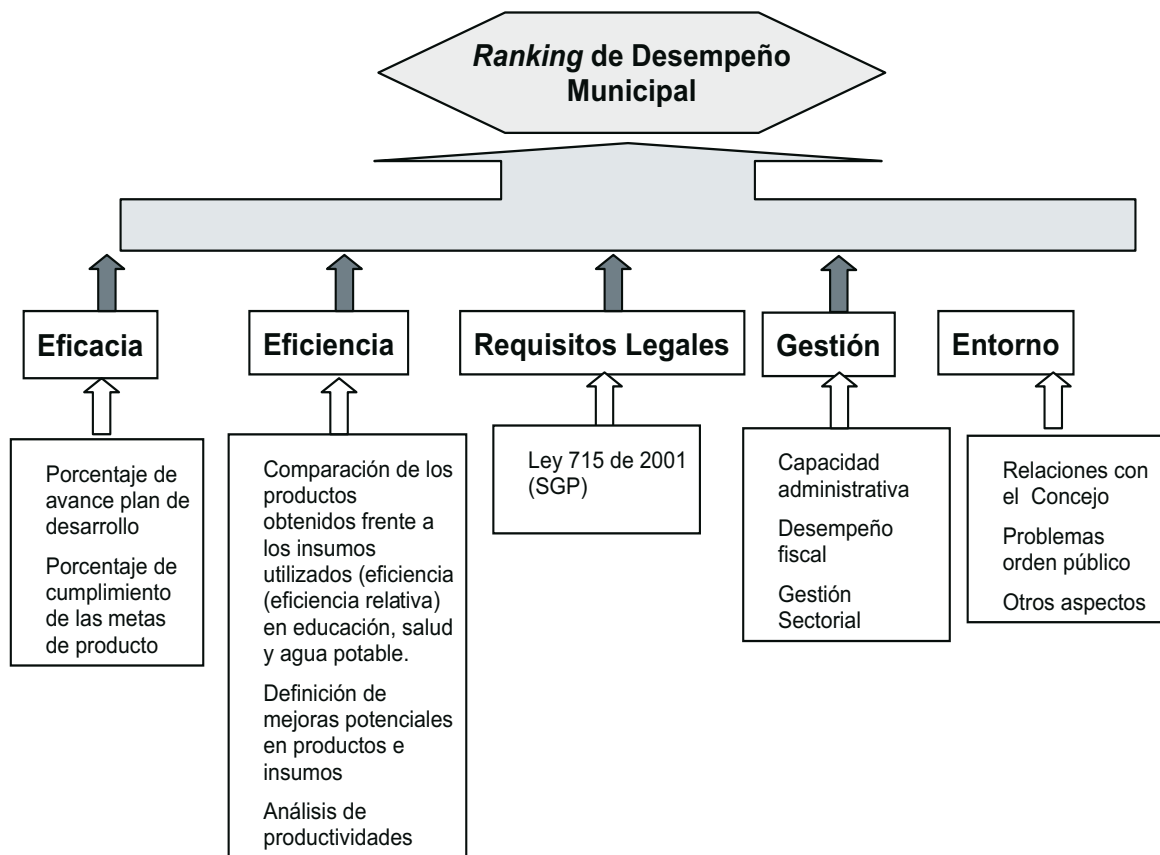 Ranking de Desempeño
Municipal
Eficacia
Eficiencia
Requisitos Legales
Gestión
Entorno
Porcentaje de
avance plan de
desarrollo
Porcentaje de
cumplimiento
de las metas
de producto
Comparación de los
productos
obtenidos frente a
los insumos
utilizados (eficiencia
(eficiencia relativa)
en educación, salud
y agua potable.
Definición de
mejoras potenciales
en productos e
insumos
Análisis de
productividades
Ley 715 de 2001
(SGP)
Capacidad
administrativa
Desempeño
fiscal
Gestión
Sectorial
Relaciones con
el Concejo
Problemas
orden público
Otros aspectos